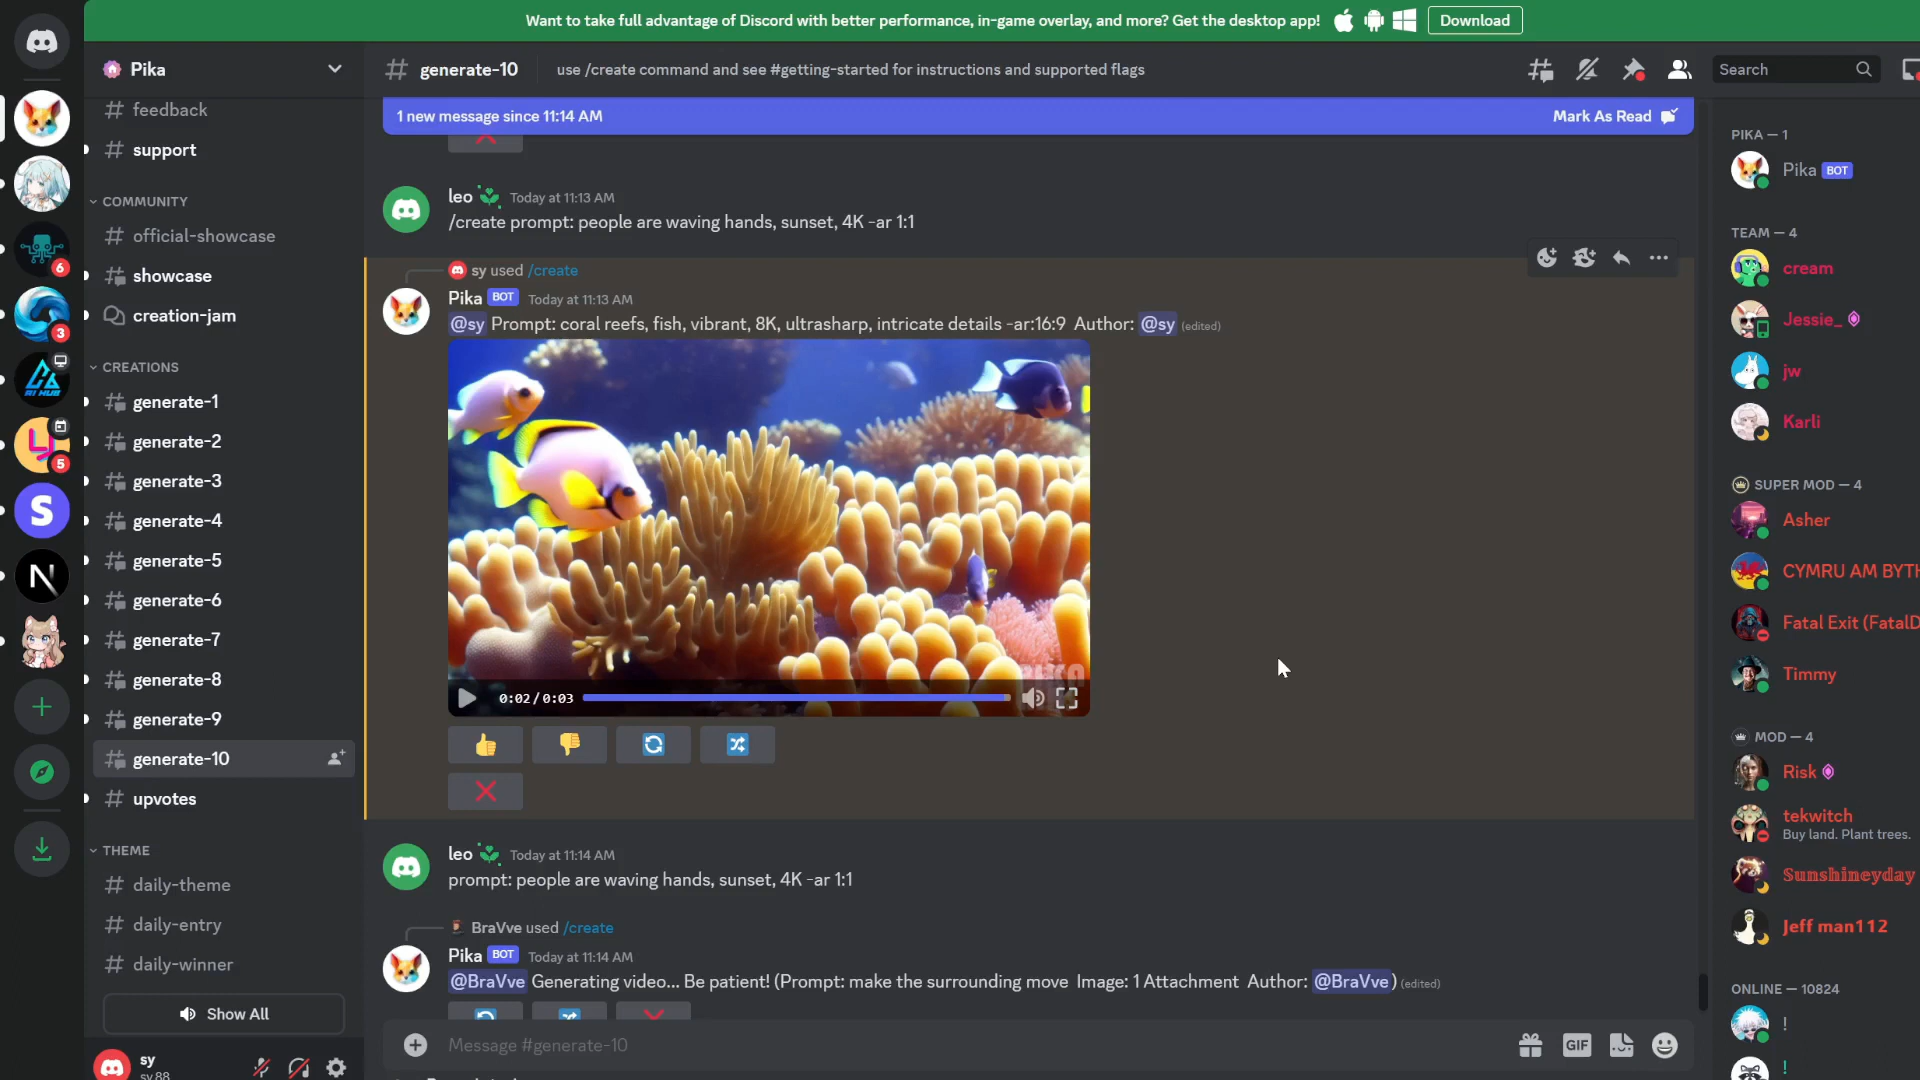 Want to take full advantage of Discord with better performance, in-game overlay, and more? Get the desktop app!
Download
Pika
generate-10
use /create command and see #getting-started for instructions and supported flags
Search
1 new message since 11:14 AM
Mark As Read
feedback
support
COMMUNITY
official-showcase
showcase
creation-jam
CREATIONS
generate-1
generate-2
generate-3
generate-4
generate-5
generate-6
generate-7
generate-8
generate-9
generate-10
upvotes
THEME
daily-theme
daily-entry
daily-winner
Show All
sy
sy.88
6
3
AI HUB
5
S
N
leo Today at 11:13 AM
/create prompt: people are waving hands, sunset, 4K -ar 1:1
sy used /create
Pika BOT Today at 11:13 AM
@sy Prompt: coral reefs, fish, vibrant, 8K, ultrasharp, intricate details -ar:16:9 Author: @sy (edited)
0:02/0:03
leo Today at 11:14 AM
prompt: people are waving hands, sunset, 4K -ar 1:1
BraVve used /create
Pika BOT Today at 11:14 AM
@BraVve Generating video... Be patient! (Prompt: make the surrounding move Image: 1 Attachment Author: @BraVve) (edited)
Message #generate-10
GIF
PIKA — 1
Pika BOT
TEAM — 4
cream
Jessie_
jw
Karli
SUPER MOD — 4
Asher
CYMRU AM BYTH
Fatal Exit (FatalD
Timmy
MOD — 4
Risk
tekwitch
Buy land. Plant trees.
Sunshineyday
Jeff man112
ONLINE — 10824
!
!